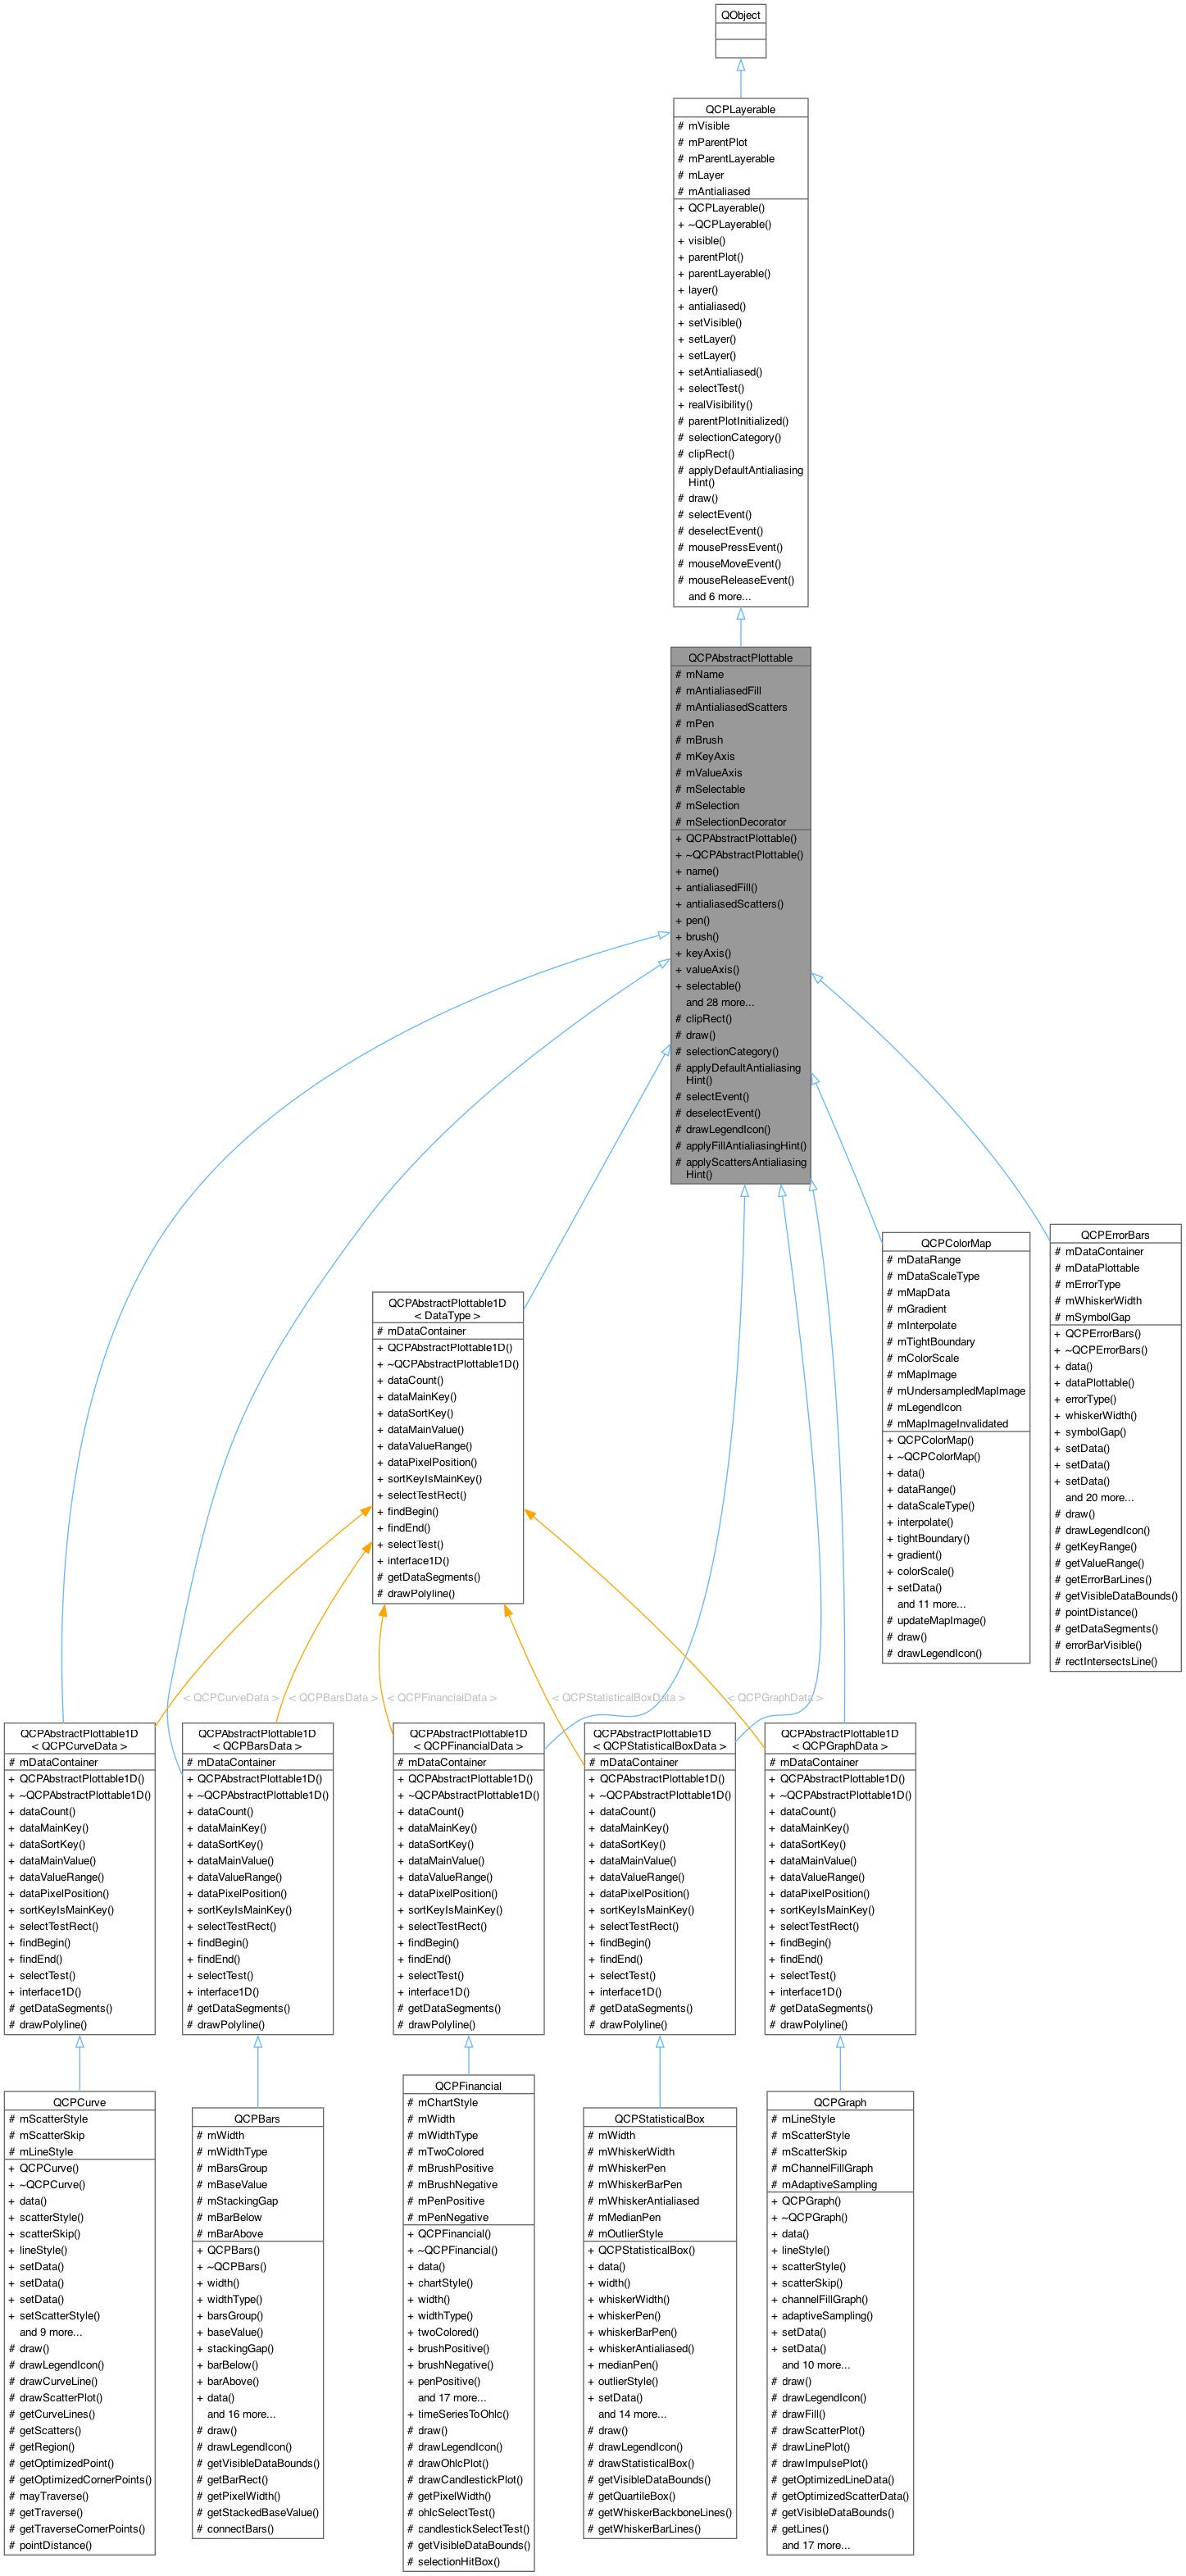 QObject
QCPLayerable
# mVisible
# mParentPlot
# mParentLayerable
# mLayer
# mAntialiased
+ QCPLayerable()
+ ~QCPLayerable()
+ visible()
+ parentPlot()
+ parentLayerable()
+ layer()
+ antialiased()
+ setVisible()
+ setLayer()
+ setLayer()
+ setAntialiased()
+ selectTest()
+ realVisibility()
# parentPlotInitialized()
# selectionCategory()
# clipRect()
# applyDefaultAntialiasing
Hint()
# draw()
# selectEvent()
# deselectEvent()
# mousePressEvent()
# mouseMoveEvent()
# mouseReleaseEvent()
and 6 more...
QCPAbstractPlottable
# mName
# mAntialiasedFill
# mAntialiasedScatters
# mPen
# mBrush
# mKeyAxis
# mValueAxis
# mSelectable
# mSelection
# mSelectionDecorator
+ QCPAbstractPlottable()
+ ~QCPAbstractPlottable()
+ name()
+ antialiasedFill()
+ antialiasedScatters()
+ pen()
+ brush()
+ keyAxis()
+ valueAxis()
+ selectable()
and 28 more...
# clipRect()
# draw()
# selectionCategory()
# applyDefaultAntialiasing
Hint()
# selectEvent()
# deselectEvent()
# drawLegendIcon()
# applyFillAntialiasingHint()
# applyScattersAntialiasing
Hint()
QCPAbstractPlottable1D
< DataType >
# mDataContainer
+ QCPAbstractPlottable1D()
+ ~QCPAbstractPlottable1D()
+ dataCount()
+ dataMainKey()
+ dataSortKey()
+ dataMainValue()
+ dataValueRange()
+ dataPixelPosition()
+ sortKeyIsMainKey()
+ selectTestRect()
+ findBegin()
+ findEnd()
+ selectTest()
+ interface1D()
# getDataSegments()
# drawPolyline()
QCPColorMap
# mDataRange
# mDataScaleType
# mMapData
# mGradient
# mInterpolate
# mTightBoundary
# mColorScale
# mMapImage
# mUndersampledMapImage
# mLegendIcon
# mMapImageInvalidated
+ QCPColorMap()
+ ~QCPColorMap()
+ data()
+ dataRange()
+ dataScaleType()
+ interpolate()
+ tightBoundary()
+ gradient()
+ colorScale()
+ setData()
and 11 more...
# updateMapImage()
# draw()
# drawLegendIcon()
QCPErrorBars
# mDataContainer
# mDataPlottable
# mErrorType
# mWhiskerWidth
# mSymbolGap
+ QCPErrorBars()
+ ~QCPErrorBars()
+ data()
+ dataPlottable()
+ errorType()
+ whiskerWidth()
+ symbolGap()
+ setData()
+ setData()
+ setData()
and 20 more...
# draw()
# drawLegendIcon()
# getKeyRange()
# getValueRange()
# getErrorBarLines()
# getVisibleDataBounds()
# pointDistance()
# getDataSegments()
# errorBarVisible()
# rectIntersectsLine()
< QCPCurveData >
< QCPBarsData >
< QCPFinancialData >
< QCPStatisticalBoxData >
< QCPGraphData >
QCPAbstractPlottable1D
< QCPCurveData >
# mDataContainer
+ QCPAbstractPlottable1D()
+ ~QCPAbstractPlottable1D()
+ dataCount()
+ dataMainKey()
+ dataSortKey()
+ dataMainValue()
+ dataValueRange()
+ dataPixelPosition()
+ sortKeyIsMainKey()
+ selectTestRect()
+ findBegin()
+ findEnd()
+ selectTest()
+ interface1D()
# getDataSegments()
# drawPolyline()
QCPAbstractPlottable1D
< QCPBarsData >
# mDataContainer
+ QCPAbstractPlottable1D()
+ ~QCPAbstractPlottable1D()
+ dataCount()
+ dataMainKey()
+ dataSortKey()
+ dataMainValue()
+ dataValueRange()
+ dataPixelPosition()
+ sortKeyIsMainKey()
+ selectTestRect()
+ findBegin()
+ findEnd()
+ selectTest()
+ interface1D()
# getDataSegments()
# drawPolyline()
QCPAbstractPlottable1D
< QCPFinancialData >
# mDataContainer
+ QCPAbstractPlottable1D()
+ ~QCPAbstractPlottable1D()
+ dataCount()
+ dataMainKey()
+ dataSortKey()
+ dataMainValue()
+ dataValueRange()
+ dataPixelPosition()
+ sortKeyIsMainKey()
+ selectTestRect()
+ findBegin()
+ findEnd()
+ selectTest()
+ interface1D()
# getDataSegments()
# drawPolyline()
QCPAbstractPlottable1D
< QCPStatisticalBoxData >
# mDataContainer
+ QCPAbstractPlottable1D()
+ ~QCPAbstractPlottable1D()
+ dataCount()
+ dataMainKey()
+ dataSortKey()
+ dataMainValue()
+ dataValueRange()
+ dataPixelPosition()
+ sortKeyIsMainKey()
+ selectTestRect()
+ findBegin()
+ findEnd()
+ selectTest()
+ interface1D()
# getDataSegments()
# drawPolyline()
QCPAbstractPlottable1D
< QCPGraphData >
# mDataContainer
+ QCPAbstractPlottable1D()
+ ~QCPAbstractPlottable1D()
+ dataCount()
+ dataMainKey()
+ dataSortKey()
+ dataMainValue()
+ dataValueRange()
+ dataPixelPosition()
+ sortKeyIsMainKey()
+ selectTestRect()
+ findBegin()
+ findEnd()
+ selectTest()
+ interface1D()
# getDataSegments()
# drawPolyline()
QCPCurve
# mScatterStyle
# mScatterSkip
# mLineStyle
+ QCPCurve()
+ ~QCPCurve()
+ data()
+ scatterStyle()
+ scatterSkip()
+ lineStyle()
+ setData()
+ setData()
+ setData()
+ setScatterStyle()
and 9 more...
# draw()
# drawLegendIcon()
# drawCurveLine()
# drawScatterPlot()
# getCurveLines()
# getScatters()
# getRegion()
# getOptimizedPoint()
# getOptimizedCornerPoints()
# mayTraverse()
# getTraverse()
# getTraverseCornerPoints()
# pointDistance()
QCPBars
# mWidth
# mWidthType
# mBarsGroup
# mBaseValue
# mStackingGap
# mBarBelow
# mBarAbove
+ QCPBars()
+ ~QCPBars()
+ width()
+ widthType()
+ barsGroup()
+ baseValue()
+ stackingGap()
+ barBelow()
+ barAbove()
+ data()
and 16 more...
# draw()
# drawLegendIcon()
# getVisibleDataBounds()
# getBarRect()
# getPixelWidth()
# getStackedBaseValue()
# connectBars()
QCPFinancial
# mChartStyle
# mWidth
# mWidthType
# mTwoColored
# mBrushPositive
# mBrushNegative
# mPenPositive
# mPenNegative
+ QCPFinancial()
+ ~QCPFinancial()
+ data()
+ chartStyle()
+ width()
+ widthType()
+ twoColored()
+ brushPositive()
+ brushNegative()
+ penPositive()
and 17 more...
+ timeSeriesToOhlc()
# draw()
# drawLegendIcon()
# drawOhlcPlot()
# drawCandlestickPlot()
# getPixelWidth()
# ohlcSelectTest()
# candlestickSelectTest()
# getVisibleDataBounds()
# selectionHitBox()
QCPStatisticalBox
# mWidth
# mWhiskerWidth
# mWhiskerPen
# mWhiskerBarPen
# mWhiskerAntialiased
# mMedianPen
# mOutlierStyle
+ QCPStatisticalBox()
+ data()
+ width()
+ whiskerWidth()
+ whiskerPen()
+ whiskerBarPen()
+ whiskerAntialiased()
+ medianPen()
+ outlierStyle()
+ setData()
and 14 more...
# draw()
# drawLegendIcon()
# drawStatisticalBox()
# getVisibleDataBounds()
# getQuartileBox()
# getWhiskerBackboneLines()
# getWhiskerBarLines()
QCPGraph
# mLineStyle
# mScatterStyle
# mScatterSkip
# mChannelFillGraph
# mAdaptiveSampling
+ QCPGraph()
+ ~QCPGraph()
+ data()
+ lineStyle()
+ scatterStyle()
+ scatterSkip()
+ channelFillGraph()
+ adaptiveSampling()
+ setData()
+ setData()
and 10 more...
# draw()
# drawLegendIcon()
# drawFill()
# drawScatterPlot()
# drawLinePlot()
# drawImpulsePlot()
# getOptimizedLineData()
# getOptimizedScatterData()
# getVisibleDataBounds()
# getLines()
and 17 more...